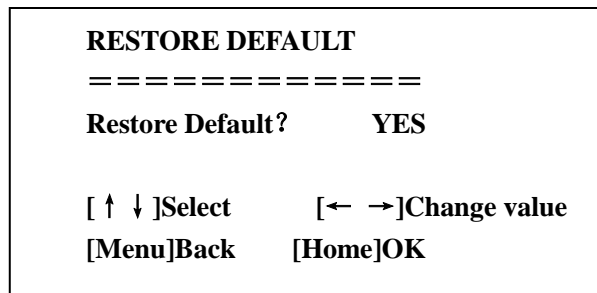 RESTORE DEFAULT
============
Restore Default？ YES
[↑ ↓]Select [← →]Change value
[Menu]Back [Home]OK